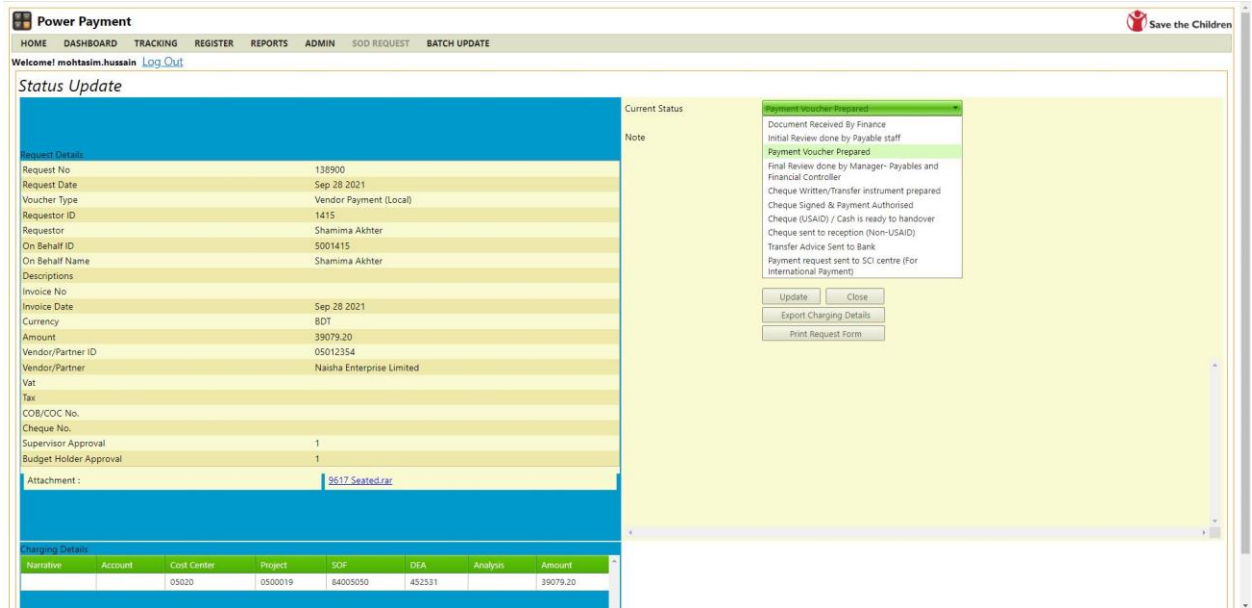 Power Payment
Save the Children
HOME DASHBOARD TRACKING REGISTER REPORTS ADMIN SOD REQUEST BATCH UPDATE
Welcome! mohtasim.hussain Log Out
Status Update
Request Details
Request No 138900
Request Date Sep 28 2021
Voucher Type Vendor Payment (Local)
Requestor ID 1415
Requestor Shamima Akhter
On Behalf ID 5001415
On Behalf Name Shamima Akhter
Descriptions
Invoice No
Invoice Date Sep 28 2021
Currency BDT
Amount 39079.20
Vendor/Partner ID 05012354
Vendor/Partner Naisha Enterprise Limited
Vat
Tax
COB/COC No.
Cheque No.
Supervisor Approval 1
Budget Holder Approval 1
Attachment : 9617 Seated.rar
Charging Details
Narrative Account Cost Center Project SOF DEA Analysis Amount
05020 0500019 84005050 452531 39079.20
Current Status Payment Voucher Prepared
Note
Document Received By Finance
Initial Review done by Payable staff
Payment Voucher Prepared
Final Review done by Manager- Payables and
Financial Controller
Cheque Written/Transfer instrument prepared
Cheque Signed & Payment Authorised
Cheque (USAID) / Cash is ready to handover
Cheque sent to reception (Non-USAID)
Transfer Advice Sent to Bank
Payment request sent to SCI centre (For
International Payment)
Update Close
Export Charging Details
Print Request Form